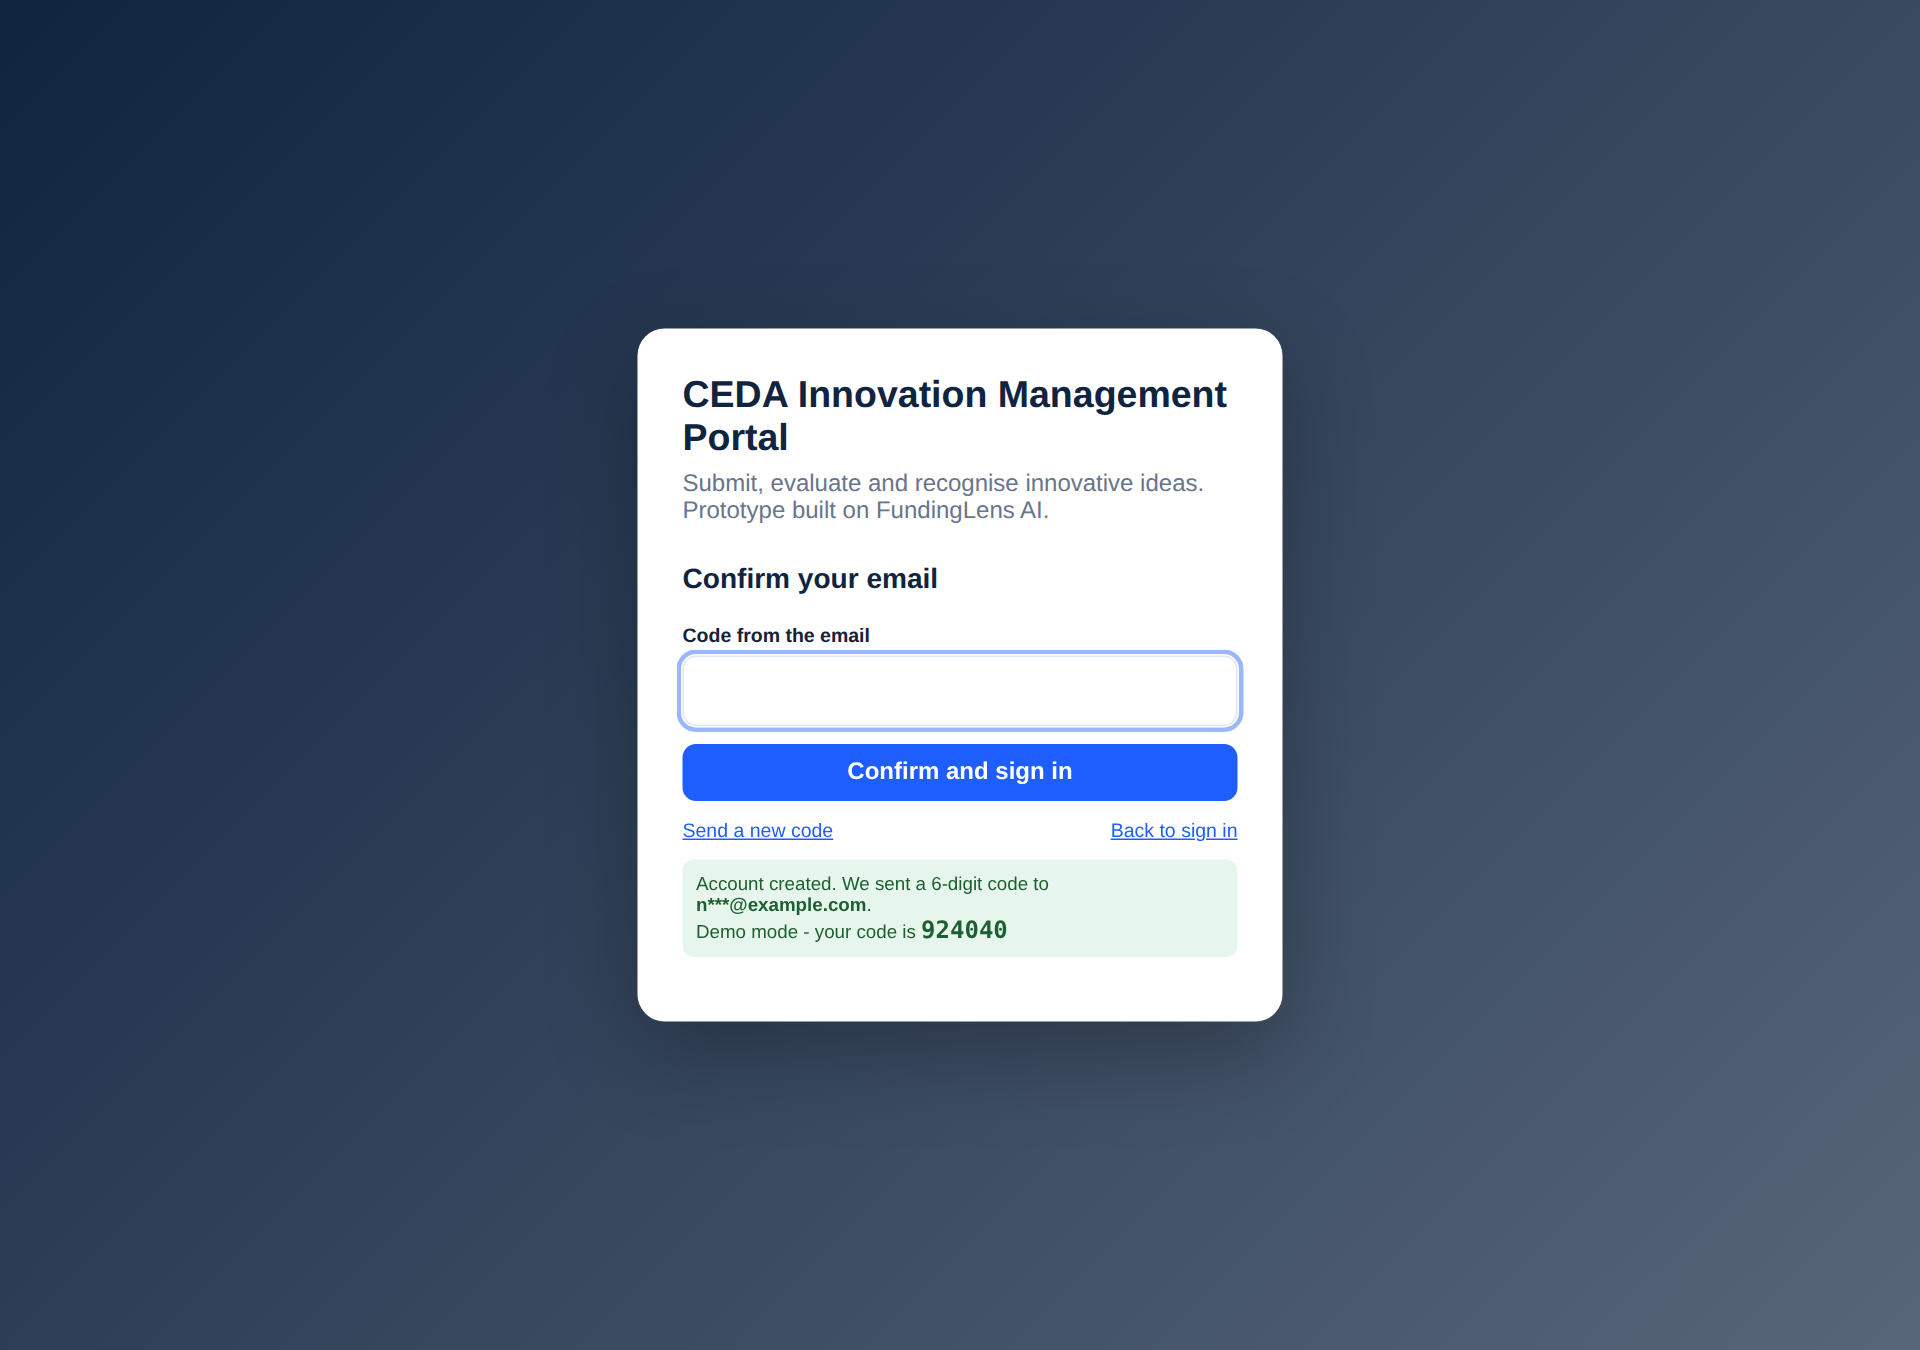 CEDA Innovation Management
Portal
Submit, evaluate and recognise innovative ideas.
Prototype built on FundingLens AI.
Confirm your email
Code from the email
Confirm and sign in
Send a new code
Back to sign in
Account created. We sent a 6-digit code to
n***@example.com.
Demo mode - your code is 924040